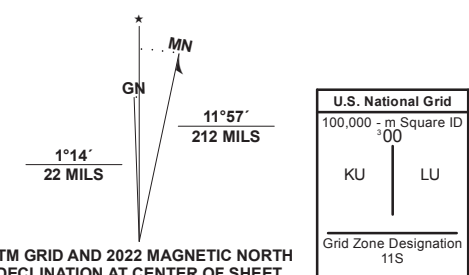 ★
MN
GN
11°57´
212 MILS
1°14´
22 MILS
TM GRID AND 2022 MAGNETIC NORTH
DECLINATION AT CENTER OF SHEET
U.S. National Grid
100,000 - m Square ID
³00
KU
LU
Grid Zone Designation
11S